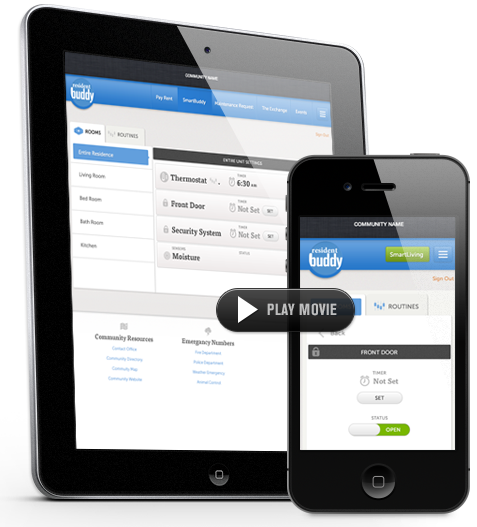 COMMUNITY NAME
resident
buddy
Pay Rent
SmartBuddy
Maintenance Request
The Exchange
Events
Sign Out
ROOMS
ROUTINES
Entire Residence
Living Room
Bed Room
Bath Room
Kitchen
ENTIRE UNIT SETTINGS
Thermostat
TIMER
6:30 AM
Front Door
TIMER
Not Set
SET
Security System
TIMER
Not Set
SET
SENSORS
Moisture
STATUS
Community Resources
Contact Office
Community Directory
Community Map
Community Website
Emergency Numbers
Fire Department
Police Department
Weather Emergency
Animal Control
PLAY MOVIE
COMMUNITY NAME
resident
buddy
SmartLiving
Sign Out
ROUTINES
Back
FRONT DOOR
TIMER
Not Set
SET
STATUS
OPEN